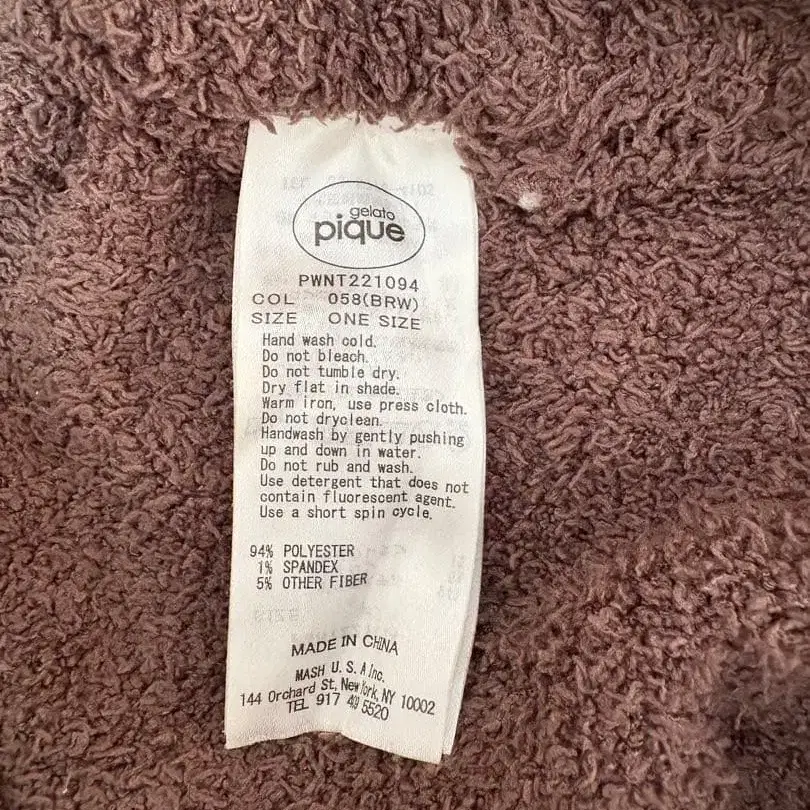 gelato
pique
PWNT221094
COL 058(BRW)
SIZE ONE SIZE
Hand wash cold.
Do not bleach.
Do not tumble dry.
Dry flat in shade.
Warm iron, use press cloth.
Do not dryclean.
Handwash by gently pushing
up and down in water.
Do not rub and wash.
Use detergent that does not
contain fluorescent agent.
Use a short spin cycle.
94% POLYESTER
1% SPANDEX
5% OTHER FIBER
MADE IN CHINA
MASH U.S.A Inc.
144 Orchard St, New York, NY 10002
TEL 917 409 5520